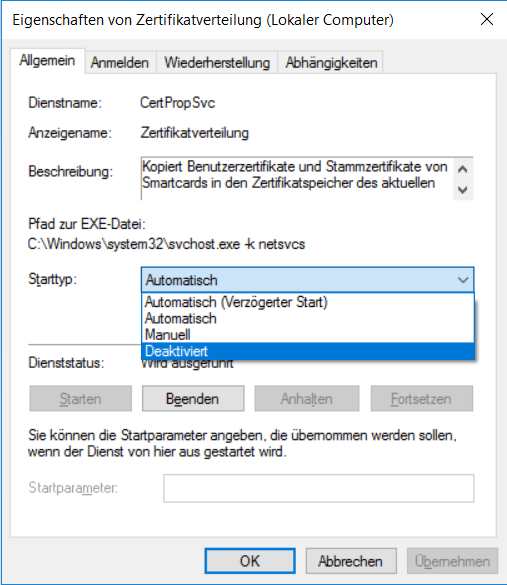 Eigenschaften von Zertifikatverteilung (Lokaler Computer)
Allgemein Anmelden Wiederherstellung Abhängigkeiten
Dienstname: CertPropSvc
Anzeigename: Zertifikatverteilung
Beschreibung: Kopiert Benutzerzertifikate und Stammzertifikate von
Smartcards in den Zertifikatspeicher des aktuellen
Pfad zur EXE-Datei:
C:\Windows\system32\svchost.exe -k netsvcs
Starttyp: Automatisch
Automatisch (Verzögerter Start)
Automatisch
Manuell
Deaktiviert
Dienststatus: Wird ausgeführt
Starten Beenden Anhalten Fortsetzen
Sie können die Startparameter angeben, die übernommen werden sollen,
wenn der Dienst von hier aus gestartet wird.
Startparameter:
OK Abbrechen Übernehmen